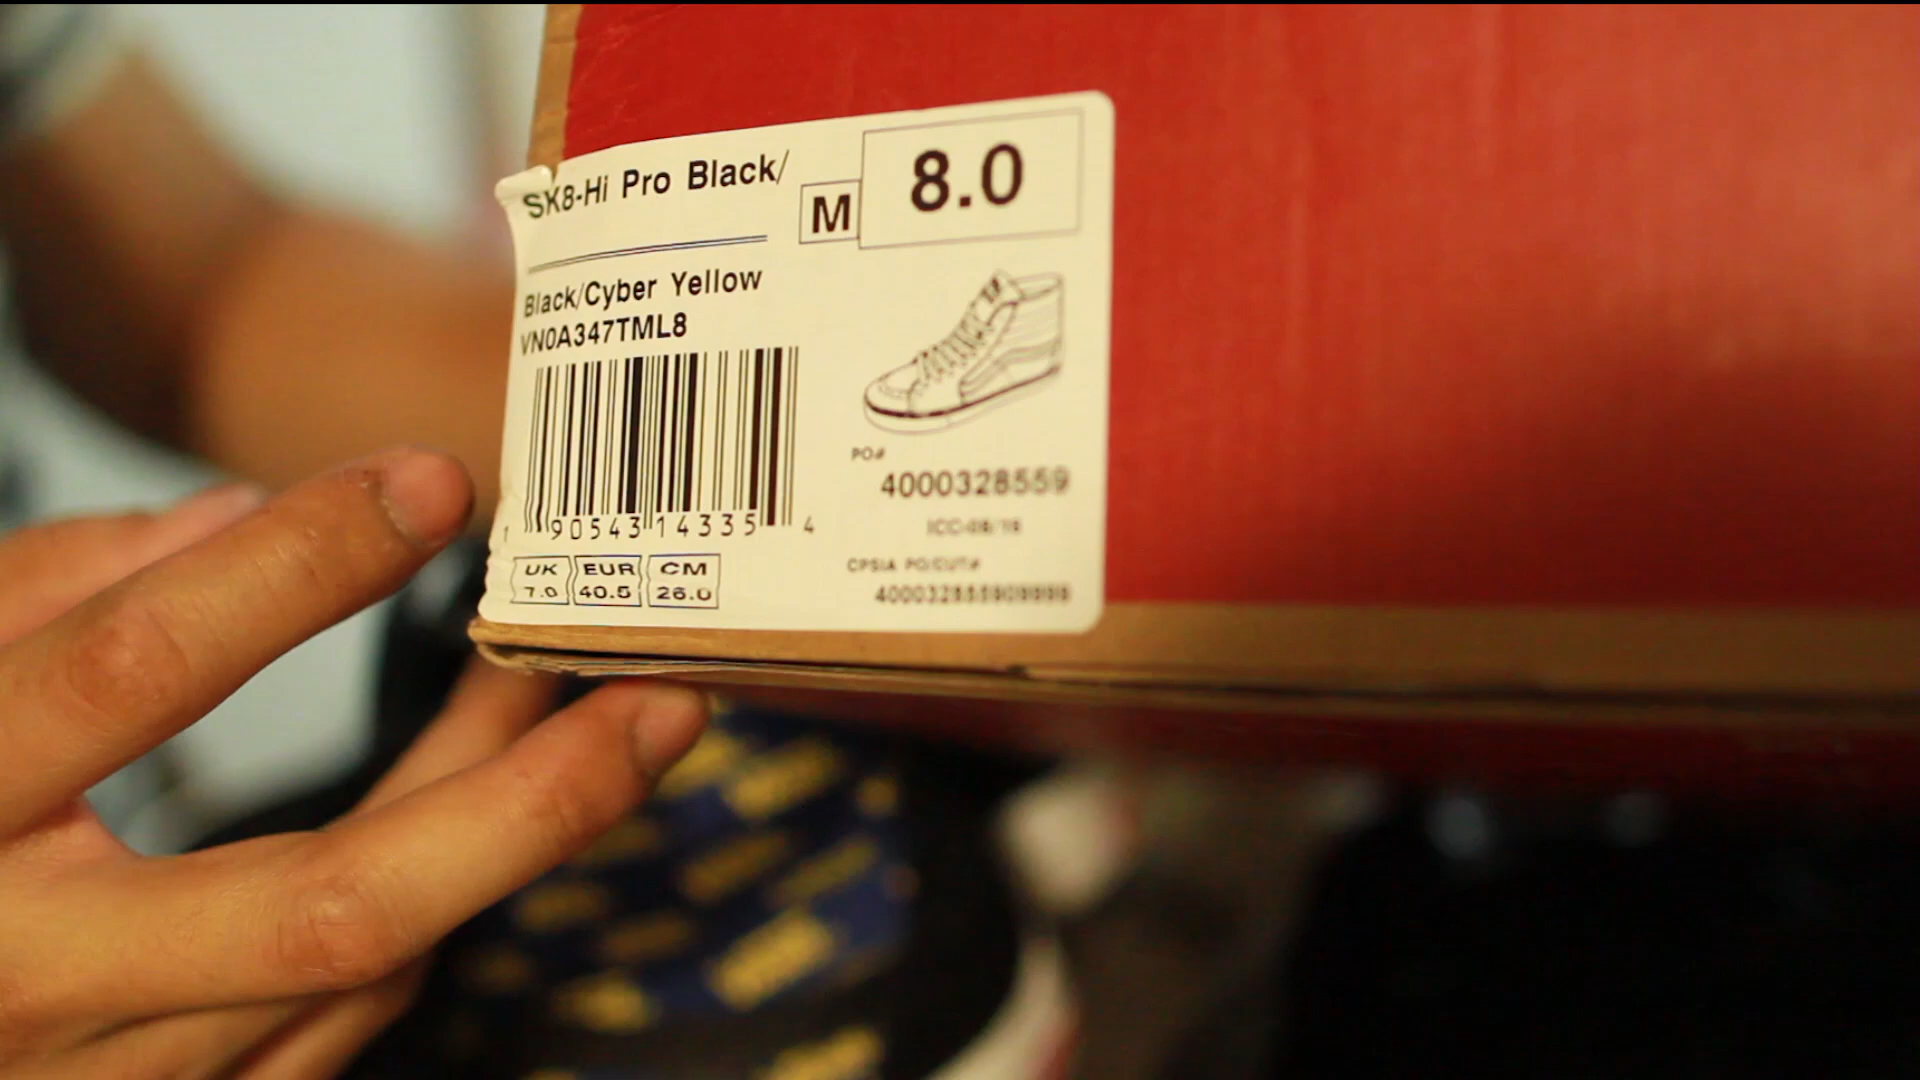 SK8-Hi Pro Black/
M
8.0
Black/Cyber Yellow
VN0A347TML8
1 90543 14335 4
PO#
4000328559
UK EUR CM
7.0 40.5 26.0
CPSIA PO/CUT#